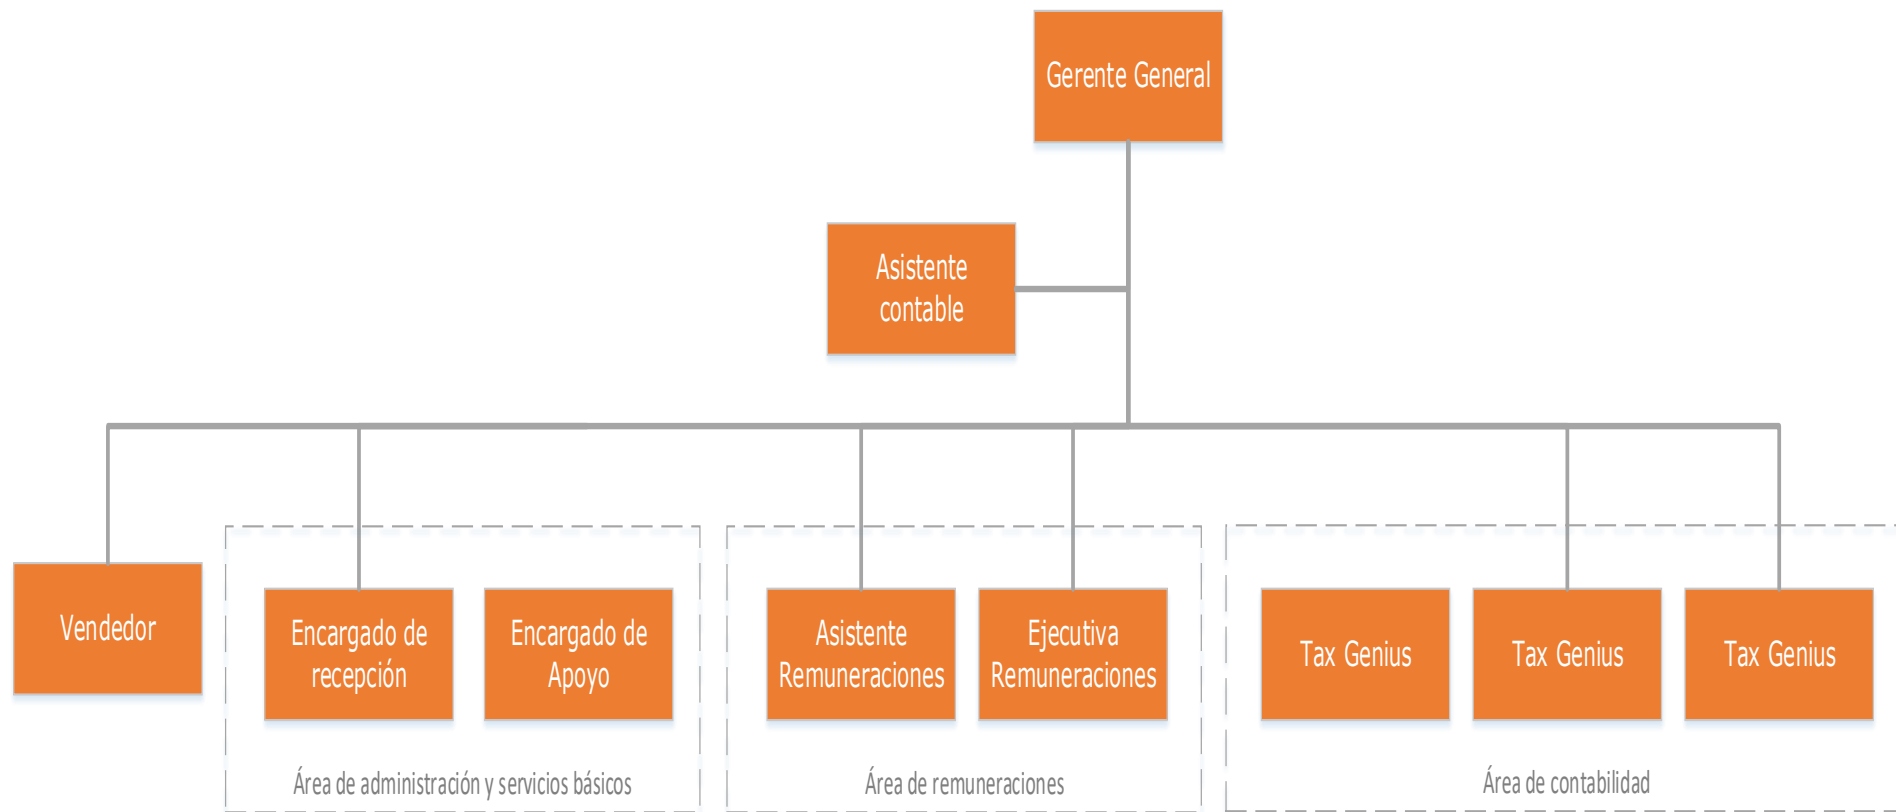 Gerente General
Asistente
contable
Vendedor
Encargado de
recepción
Encargado de
Apoyo
Asistente
Remuneraciones
Ejecutiva
Remuneraciones
Tax Genius
Tax Genius
Tax Genius
Área de administración y servicios básicos
Área de remuneraciones
Área de contabilidad